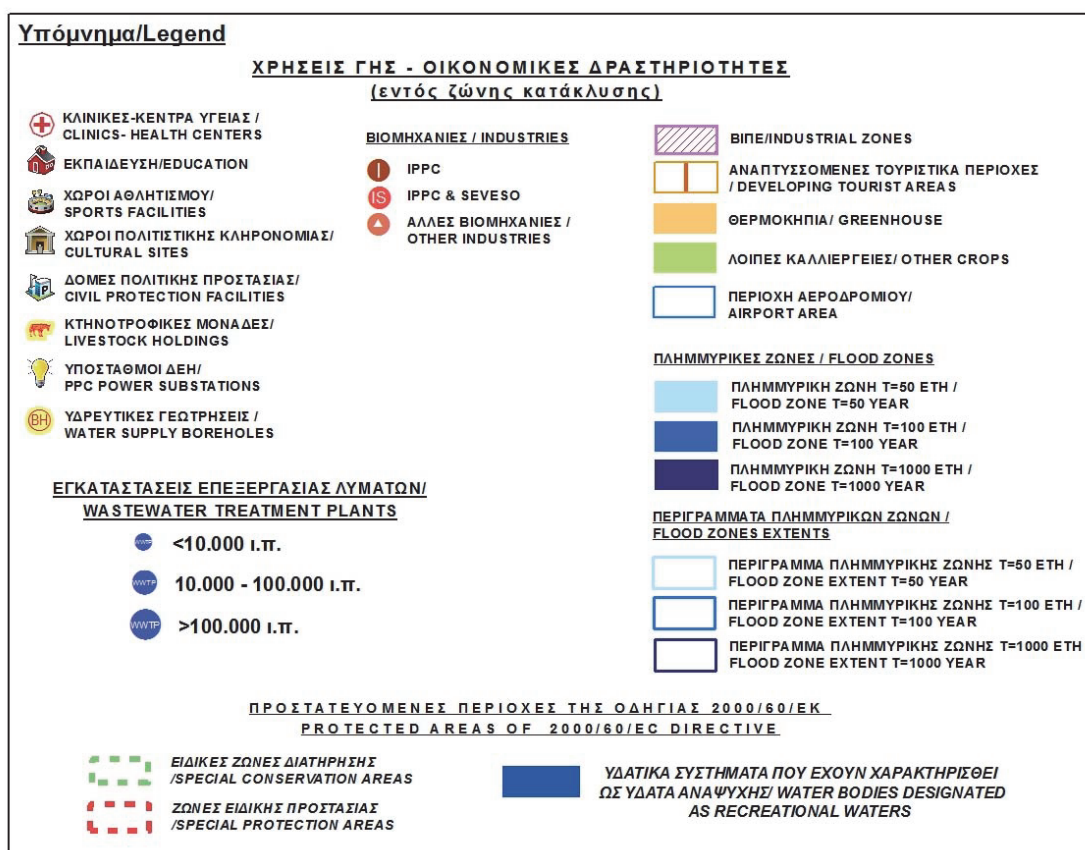 Υπόμνημα/Legend
ΧΡΗΣΕΙΣ ΓΗΣ - ΟΙΚΟΝΟΜΙΚΕΣ ΔΡΑΣΤΗΡΙΟΤΗΤΕΣ
(εντός ζώνης κατάκλυσης)
ΚΛΙΝΙΚΕΣ-ΚΕΝΤΡΑ ΥΓΕΙΑΣ /
CLINICS- HEALTH CENTERS
ΕΚΠΑΙΔΕΥΣΗ/EDUCATION
ΧΩΡΟΙ ΑΘΛΗΤΙΣΜΟΥ/
SPORTS FACILITIES
ΧΩΡΟΙ ΠΟΛΙΤΙΣΤΙΚΗΣ ΚΛΗΡΟΝΟΜΙΑΣ/
CULTURAL SITES
ΔΟΜΕΣ ΠΟΛΙΤΙΚΗΣ ΠΡΟΣΤΑΣΙΑΣ/
CIVIL PROTECTION FACILITIES
ΚΤΗΝΟΤΡΟΦΙΚΕΣ ΜΟΝΑΔΕΣ/
LIVESTOCK HOLDINGS
ΥΠΟΣΤΑΘΜΟΙ ΔΕΗ/
PPC POWER SUBSTATIONS
BH
ΥΔΡΕΥΤΙΚΕΣ ΓΕΩΤΡΗΣΕΙΣ /
WATER SUPPLY BOREHOLES
ΒΙΟΜΗΧΑΝΙΕΣ / INDUSTRIES
I
IPPC
IS
IPPC & SEVESO
ΑΛΛΕΣ ΒΙΟΜΗΧΑΝΙΕΣ /
OTHER INDUSTRIES
ΒΙΠΕ/INDUSTRIAL ZONES
ΑΝΑΠΤΥΣΣΟΜΕΝΕΣ ΤΟΥΡΙΣΤΙΚΑ ΠΕΡΙΟΧΕΣ
/ DEVELOPING TOURIST AREAS
ΘΕΡΜΟΚΗΠΙΑ/ GREENHOUSE
ΛΟΙΠΕΣ ΚΑΛΛΙΕΡΓΕΙΕΣ/ OTHER CROPS
ΠΕΡΙΟΧΗ ΑΕΡΟΔΡΟΜΙΟΥ/
AIRPORT AREA
ΠΛΗΜΜΥΡΙΚΕΣ ΖΩΝΕΣ / FLOOD ZONES
ΠΛΗΜΜΥΡΙΚΗ ΖΩΝΗ T=50 ΕΤΗ /
FLOOD ZONE T=50 YEAR
ΠΛΗΜΜΥΡΙΚΗ ΖΩΝΗ T=100 ΕΤΗ /
FLOOD ZONE T=100 YEAR
ΠΛΗΜΜΥΡΙΚΗ ΖΩΝΗ T=1000 ΕΤΗ /
FLOOD ZONE T=1000 YEAR
ΕΓΚΑΤΑΣΤΑΣΕΙΣ ΕΠΕΞΕΡΓΑΣΙΑΣ ΛΥΜΑΤΩΝ/
WASTEWATER TREATMENT PLANTS
WWTP
<10.000 ι.π.
WWTP
10.000 - 100.000 ι.π.
WWTP
>100.000 ι.π.
ΠΕΡΙΓΡΑΜΜΑΤΑ ΠΛΗΜΜΥΡΙΚΩΝ ΖΩΝΩΝ /
FLOOD ZONES EXTENTS
ΠΕΡΙΓΡΑΜΜΑ ΠΛΗΜΜΥΡΙΚΗΣ ΖΩΝΗΣ T=50 ΕΤΗ /
FLOOD ZONE EXTENT T=50 YEAR
ΠΕΡΙΓΡΑΜΜΑ ΠΛΗΜΜΥΡΙΚΗΣ ΖΩΝΗΣ T=100 ΕΤΗ /
FLOOD ZONE EXTENT T=100 YEAR
ΠΕΡΙΓΡΑΜΜΑ ΠΛΗΜΜΥΡΙΚΗΣ ΖΩΝΗΣ T=1000 ΕΤΗ
FLOOD ZONE EXTENT T=1000 YEAR
ΠΡΟΣΤΑΤΕΥΟΜΕΝΕΣ ΠΕΡΙΟΧΕΣ ΤΗΣ ΟΔΗΓΙΑΣ 2000/60/ΕΚ
PROTECTED AREAS OF 2000/60/EC DIRECTIVE
ΕΙΔΙΚΕΣ ΖΩΝΕΣ ΔΙΑΤΗΡΗΣΗΣ
/SPECIAL CONSERVATION AREAS
ΖΩΝΕΣ ΕΙΔΙΚΗΣ ΠΡΟΣΤΑΣΙΑΣ
/SPECIAL PROTECTION AREAS
ΥΔΑΤΙΚΑ ΣΥΣΤΗΜΑΤΑ ΠΟΥ ΕΧΟΥΝ ΧΑΡΑΚΤΗΡΙΣΘΕΙ
ΩΣ ΥΔΑΤΑ ΑΝΑΨΥΧΗΣ/ WATER BODIES DESIGNATED
AS RECREATIONAL WATERS